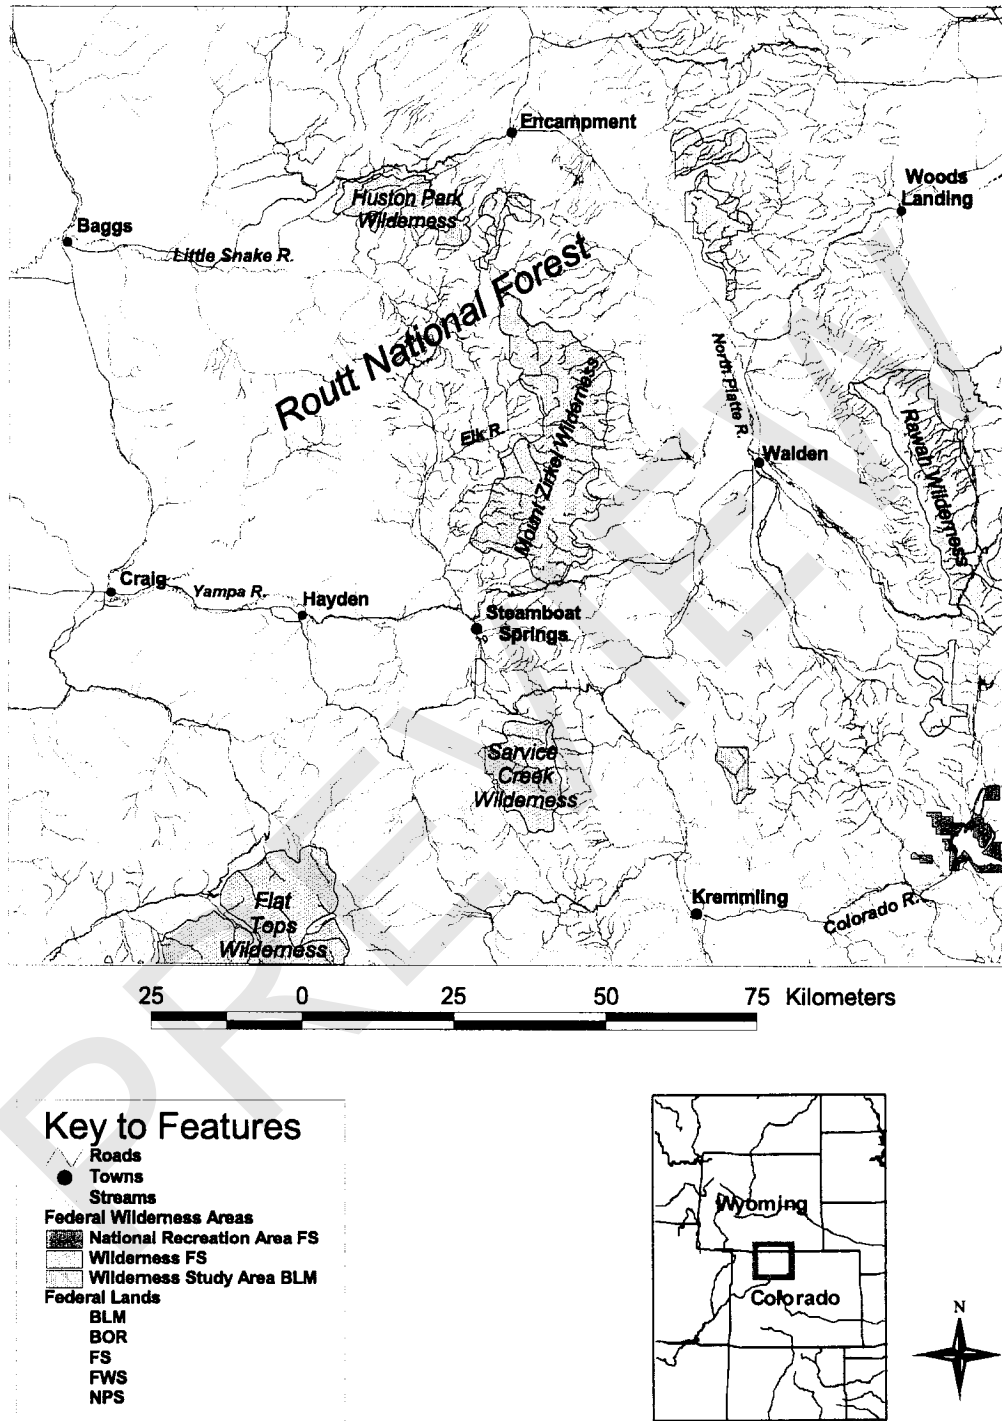 Encampment
Woods
Landing
Huston Park
Wilderness
Baggs
Little Snake R.
Routt National Forest
North Platte R.
Mount Zirkel Wilderness
Rawah Wilderness
Elk R.
Walden
Craig
Yampa R.
Hayden
Steamboat
Springs
Sarvice
Creek
Wilderness
Flat
Tops
Wilderness
Kremmling
Colorado R.
25 0 25 50 75 Kilometers
Key to Features
Roads
Towns
Streams
Federal Wilderness Areas
National Recreation Area FS
Wilderness FS
Wilderness Study Area BLM
Federal Lands
BLM
BOR
FS
FWS
NPS
Wyoming
Colorado
N
PREVIEW